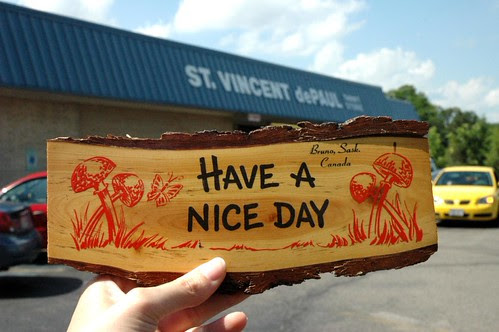 ST. VINCENT dePAUL
Bruno, Sask.
Canada
HAVE A
NICE DAY